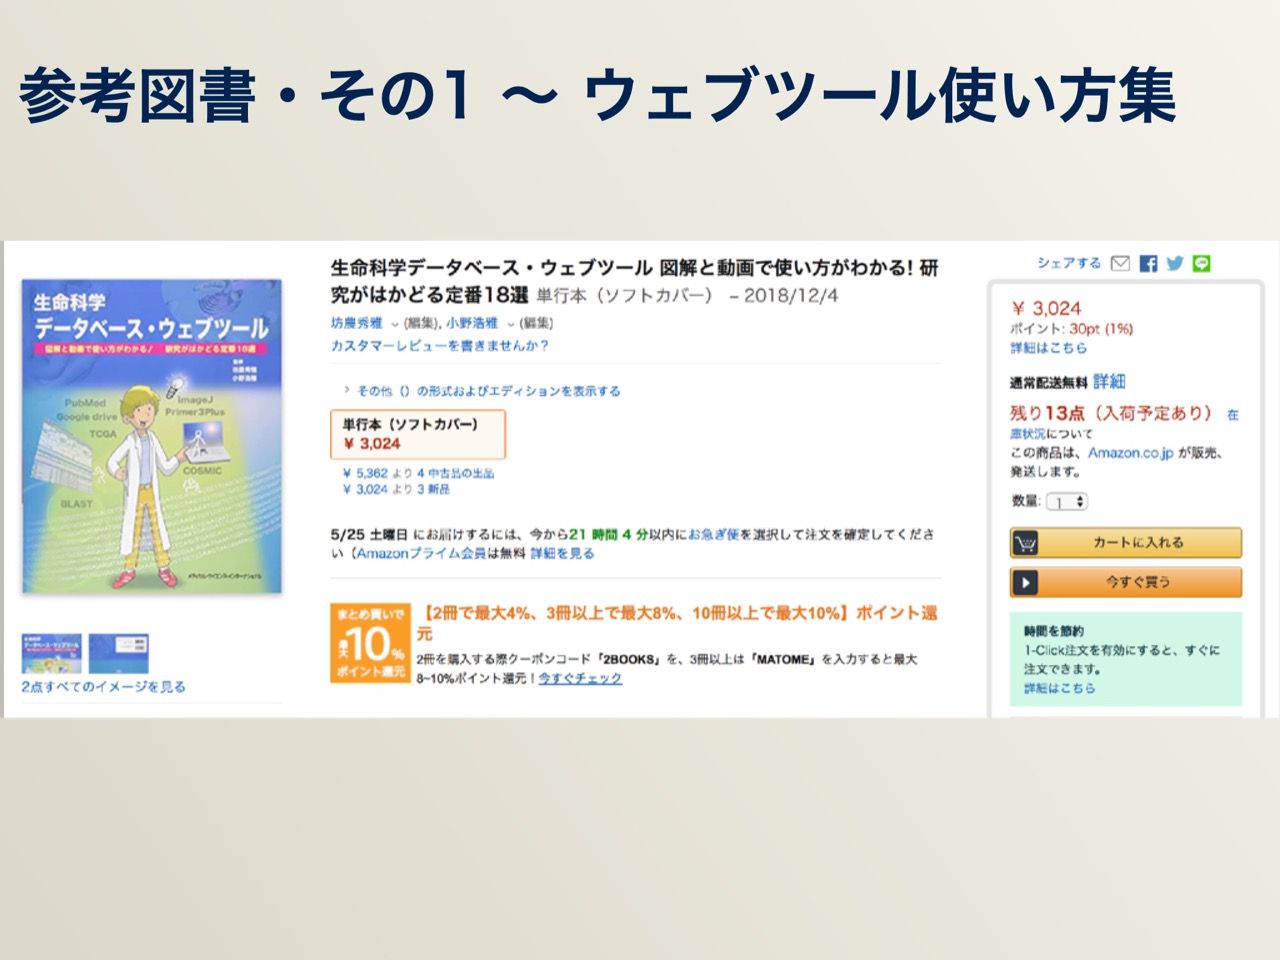 参考図書・その1 〜 ウェブツール使い方集
生命科学
データベース・ウェブツール
図解と動画で使い方がわかる! 研究がはかどる定番18選
坊農秀雅
小野浩雅
PubMed
Google drive
TCGA
ImageJ
Primer3Plus
COSMIC
BLAST
メディカル・サイエンス・インターナショナル
2点すべてのイメージを見る
生命科学データベース・ウェブツール 図解と動画で使い方がわかる! 研
究がはかどる定番18選 単行本（ソフトカバー） – 2018/12/4
坊農秀雅 (編集), 小野浩雅 (編集)
カスタマーレビューを書きませんか？
その他 () の形式およびエディションを表示する
単行本（ソフトカバー）
￥ 3,024
￥ 5,362 より 4 中古品の出品
￥ 3,024 より 3 新品
5/25 土曜日 にお届けするには、今から21 時間 4 分以内にお急ぎ便を選択して注文を確定してくださ
い（Amazonプライム会員は無料 詳細を見る
まとめ買いで
最大10%
ポイント還元
【2冊で最大4%、3冊以上で最大8%、10冊以上で最大10%】ポイント還
元
2冊を購入する際クーポンコード「2BOOKS」を、3冊以上は「MATOME」を入力すると最大
8~10%ポイント還元！今すぐチェック
シェアする
￥ 3,024
ポイント: 30pt (1%)
詳細はこちら
通常配送無料 詳細
残り13点（入荷予定あり） 在
庫状況について
この商品は、Amazon.co.jp が販売、
発送します。
数量: 1
カートに入れる
今すぐ買う
時間を節約
1-Click注文を有効にすると、すぐに
注文できます。
詳細はこちら